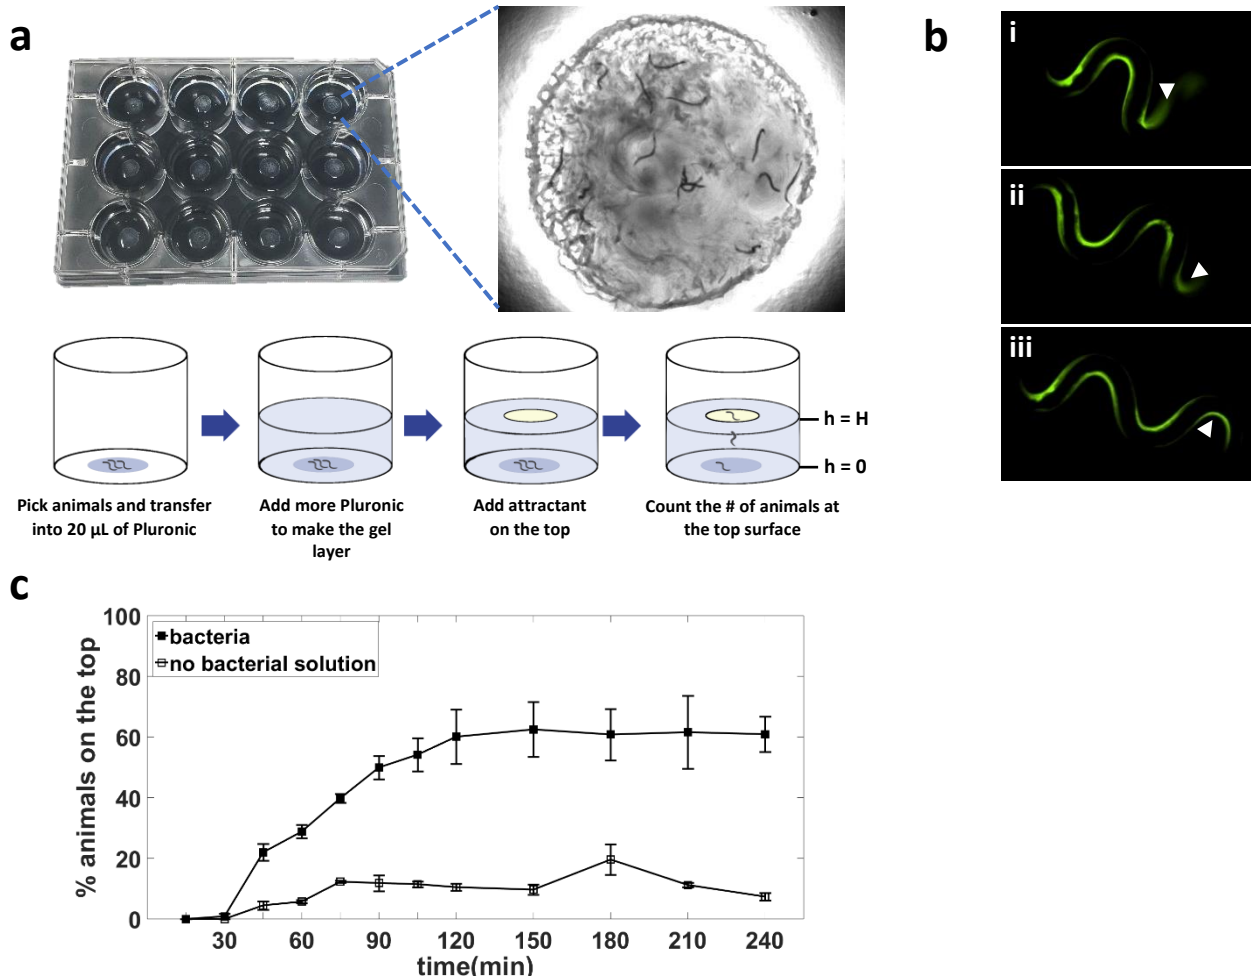 a
b
i
ii
iii
h = H
h = 0
Pick animals and transfer
into 20 µL of Pluronic
Add more Pluronic
to make the gel
layer
Add attractant
on the top
Count the # of animals at
the top surface
c
% animals on the top
100
80
60
40
20
0
bacteria
no bacterial solution
30 60 90 120 150 180 210 240
time(min)